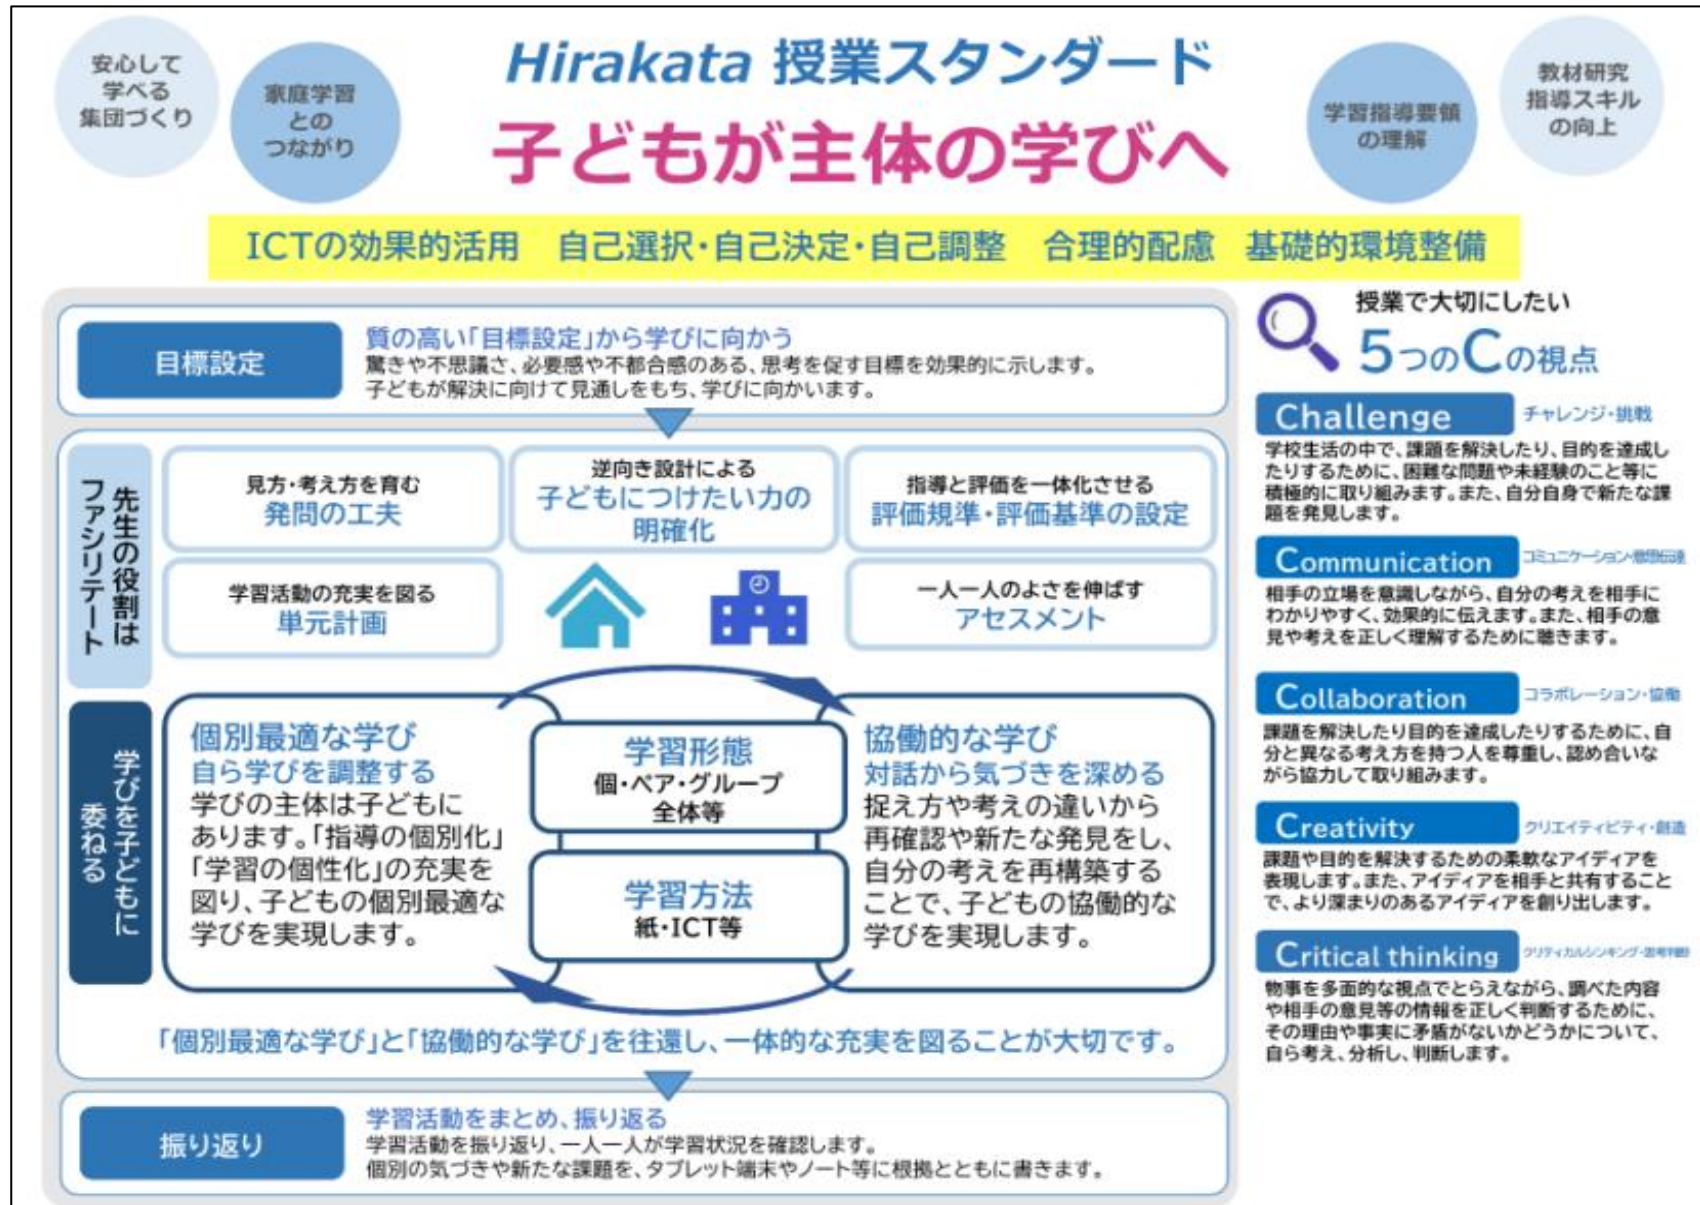 安心して
学べる
集団づくり
家庭学習
との
つながり
Hirakata 授業スタンダード
子どもが主体の学びへ
学習指導要領
の理解
教材研究
指導スキル
の向上
ICTの効果的活用 自己選択・自己決定・自己調整 合理的配慮 基礎的環境整備
目標設定
質の高い「目標設定」から学びに向かう
驚きや不思議さ、必要感や不都合感のある、思考を促す目標を効果的に示します。
子どもが解決に向けて見通しをもち、学びに向かいます。
先生の役割は
ファシリテート
見方・考え方を育む
発問の工夫
逆向き設計による
子どもにつけたい力の
明確化
指導と評価を一体化させる
評価規準・評価基準の設定
学習活動の充実を図る
単元計画
一人一人のよさを伸ばす
アセスメント
学びを子どもに
委ねる
個別最適な学び
自ら学びを調整する
学びの主体は子どもに
あります。「指導の個別化」
「学習の個性化」の充実を
図り、子どもの個別最適な
学びを実現します。
学習形態
個・ペア・グループ
全体等
学習方法
紙・ICT等
協働的な学び
対話から気づきを深める
捉え方や考えの違いから
再確認や新たな発見をし、
自分の考えを再構築する
ことで、子どもの協働的な
学びを実現します。
「個別最適な学び」と「協働的な学び」を往還し、一体的な充実を図ることが大切です。
振り返り
学習活動をまとめ、振り返る
学習活動を振り返り、一人一人が学習状況を確認します。
個別の気づきや新たな課題を、タブレット端末やノート等に根拠とともに書きます。
授業で大切にしたい
5つのCの視点
Challenge チャレンジ・挑戦
学校生活の中で、課題を解決したり、目的を達成し
たりするために、困難な問題や未経験のこと等に
積極的に取り組みます。また、自分自身で新たな課
題を発見します。
Communication コミュニケーション・意思伝達
相手の立場を意識しながら、自分の考えを相手に
わかりやすく、効果的に伝えます。また、相手の意
見や考えを正しく理解するために聴きます。
Collaboration コラボレーション・協働
課題を解決したり目的を達成したりするために、自
分と異なる考え方を持つ人を尊重し、認め合いな
がら協力して取り組みます。
Creativity クリエイティビティ・創造
課題や目的を解決するための柔軟なアイディアを
表現します。また、アイディアを相手と共有すること
で、より深まりのあるアイディアを創り出します。
Critical thinking クリティカルシンキング・思考判断
物事を多面的な視点でとらえながら、調べた内容
や相手の意見等の情報を正しく判断するために、
その理由や事実に矛盾がないかどうかについて、
自ら考え、分析し、判断します。